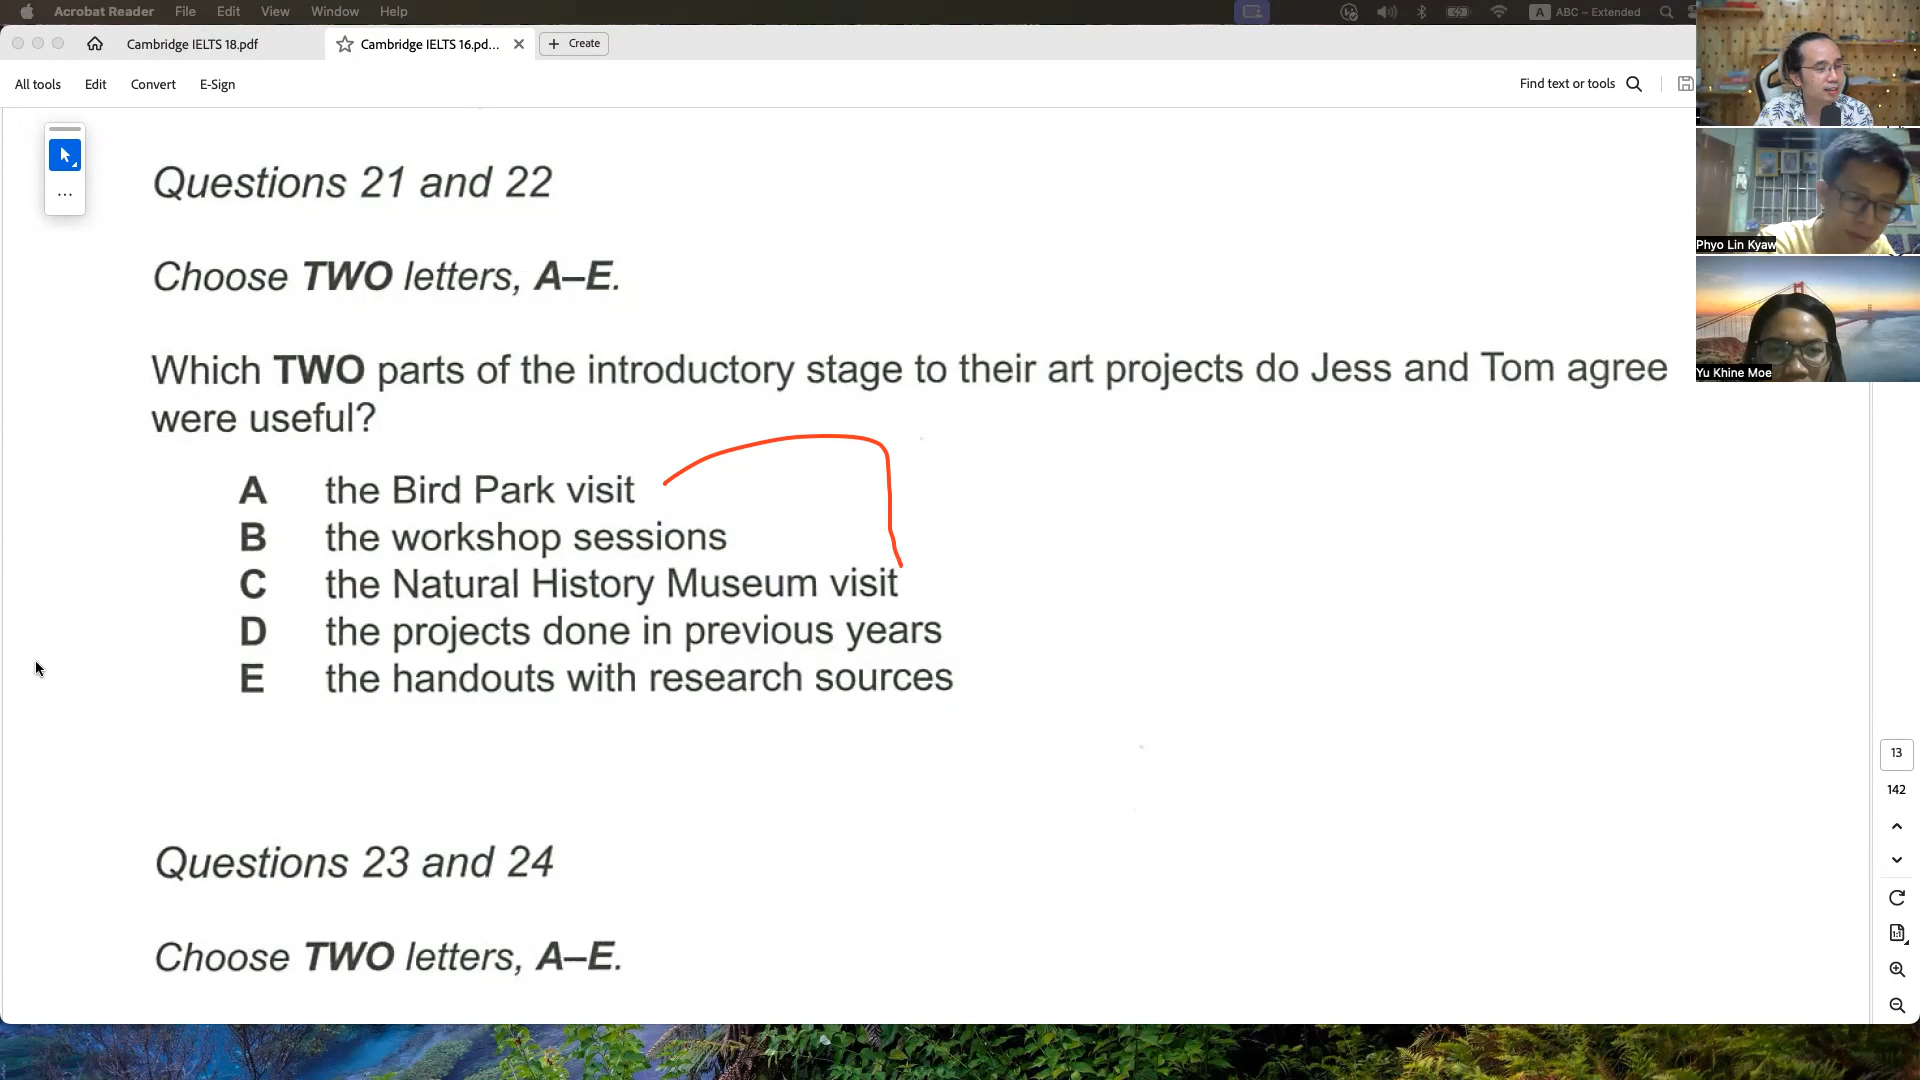 Acrobat Reader File Edit View Window Help ABC – Extended
Cambridge IELTS 18.pdf Cambridge IELTS 16.pd... Create
All tools Edit Convert E-Sign Find text or tools
Questions 21 and 22
Choose TWO letters, A–E.
Which TWO parts of the introductory stage to their art projects do Jess and Tom agree
were useful?
A the Bird Park visit
B the workshop sessions
C the Natural History Museum visit
D the projects done in previous years
E the handouts with research sources
Questions 23 and 24
Choose TWO letters, A–E.
Phyo Lin Kyaw
Yu Khine Moe
13
142